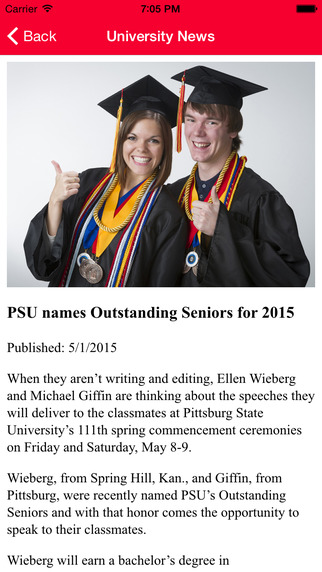 Carrier 7:05 PM
Back University News
PSU names Outstanding Seniors for 2015
Published: 5/1/2015
When they aren’t writing and editing, Ellen Wieberg
and Michael Giffin are thinking about the speeches they
will deliver to the classmates at Pittsburg State
University’s 111th spring commencement ceremonies
on Friday and Saturday, May 8-9.
Wieberg, from Spring Hill, Kan., and Giffin, from
Pittsburg, were recently named PSU’s Outstanding
Seniors and with that honor comes the opportunity to
speak to their classmates.
Wieberg will earn a bachelor’s degree in